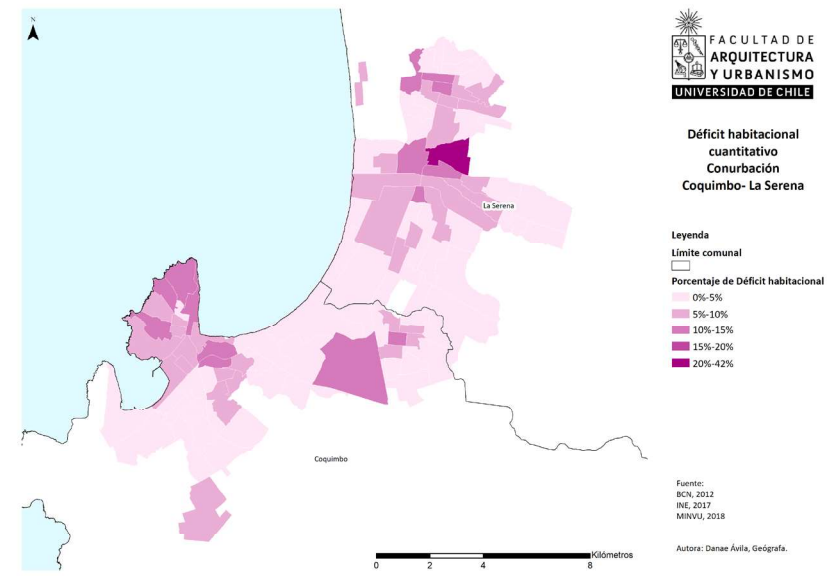 N
FACULTAD DE
ARQUITECTURA
Y URBANISMO
UNIVERSIDAD DE CHILE
Déficit habitacional
cuantitativo
Conurbación
Coquimbo- La Serena
La Serena
Coquimbo
Leyenda
Límite comunal
Porcentaje de Déficit habitacional
0%-5%
5%-10%
10%-15%
15%-20%
20%-42%
Fuente:
BCN, 2012
INE, 2017
MINVU, 2018
Autora: Danae Ávila, Geógrafa.
Kilómetros
0 2 4 8